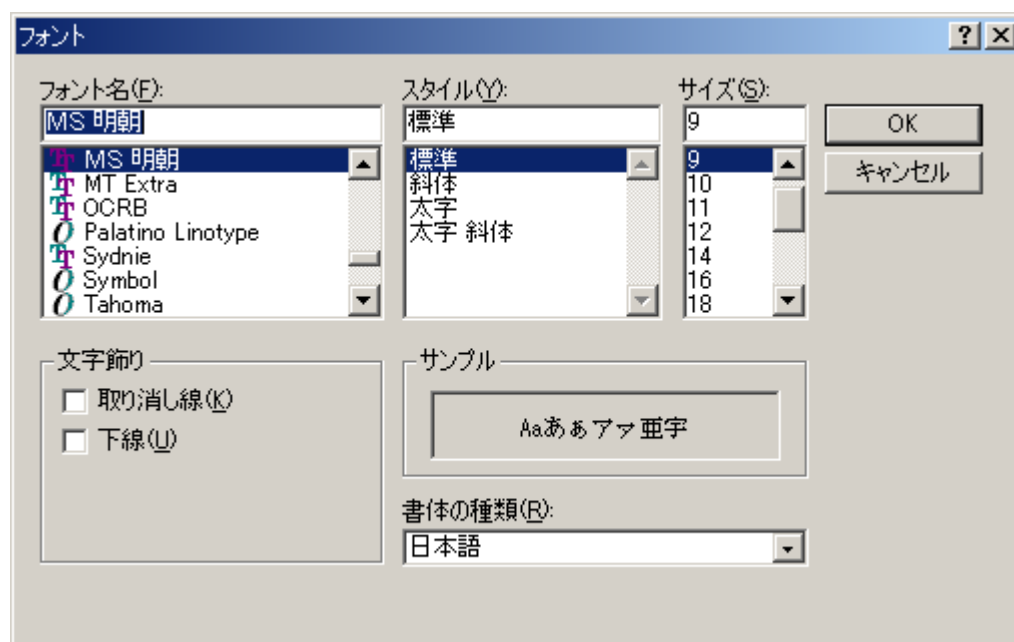 フォント
フォント名(F):
MS 明朝
MS 明朝
MT Extra
OCRB
Palatino Linotype
Sydnie
Symbol
Tahoma
スタイル(Y):
標準
標準
斜体
太字
太字 斜体
サイズ(S):
9
9
10
11
12
14
16
18
OK
キャンセル
文字飾り
取り消し線(K)
下線(U)
サンプル
Aaあぁアァ亜宇
書体の種類(R):
日本語